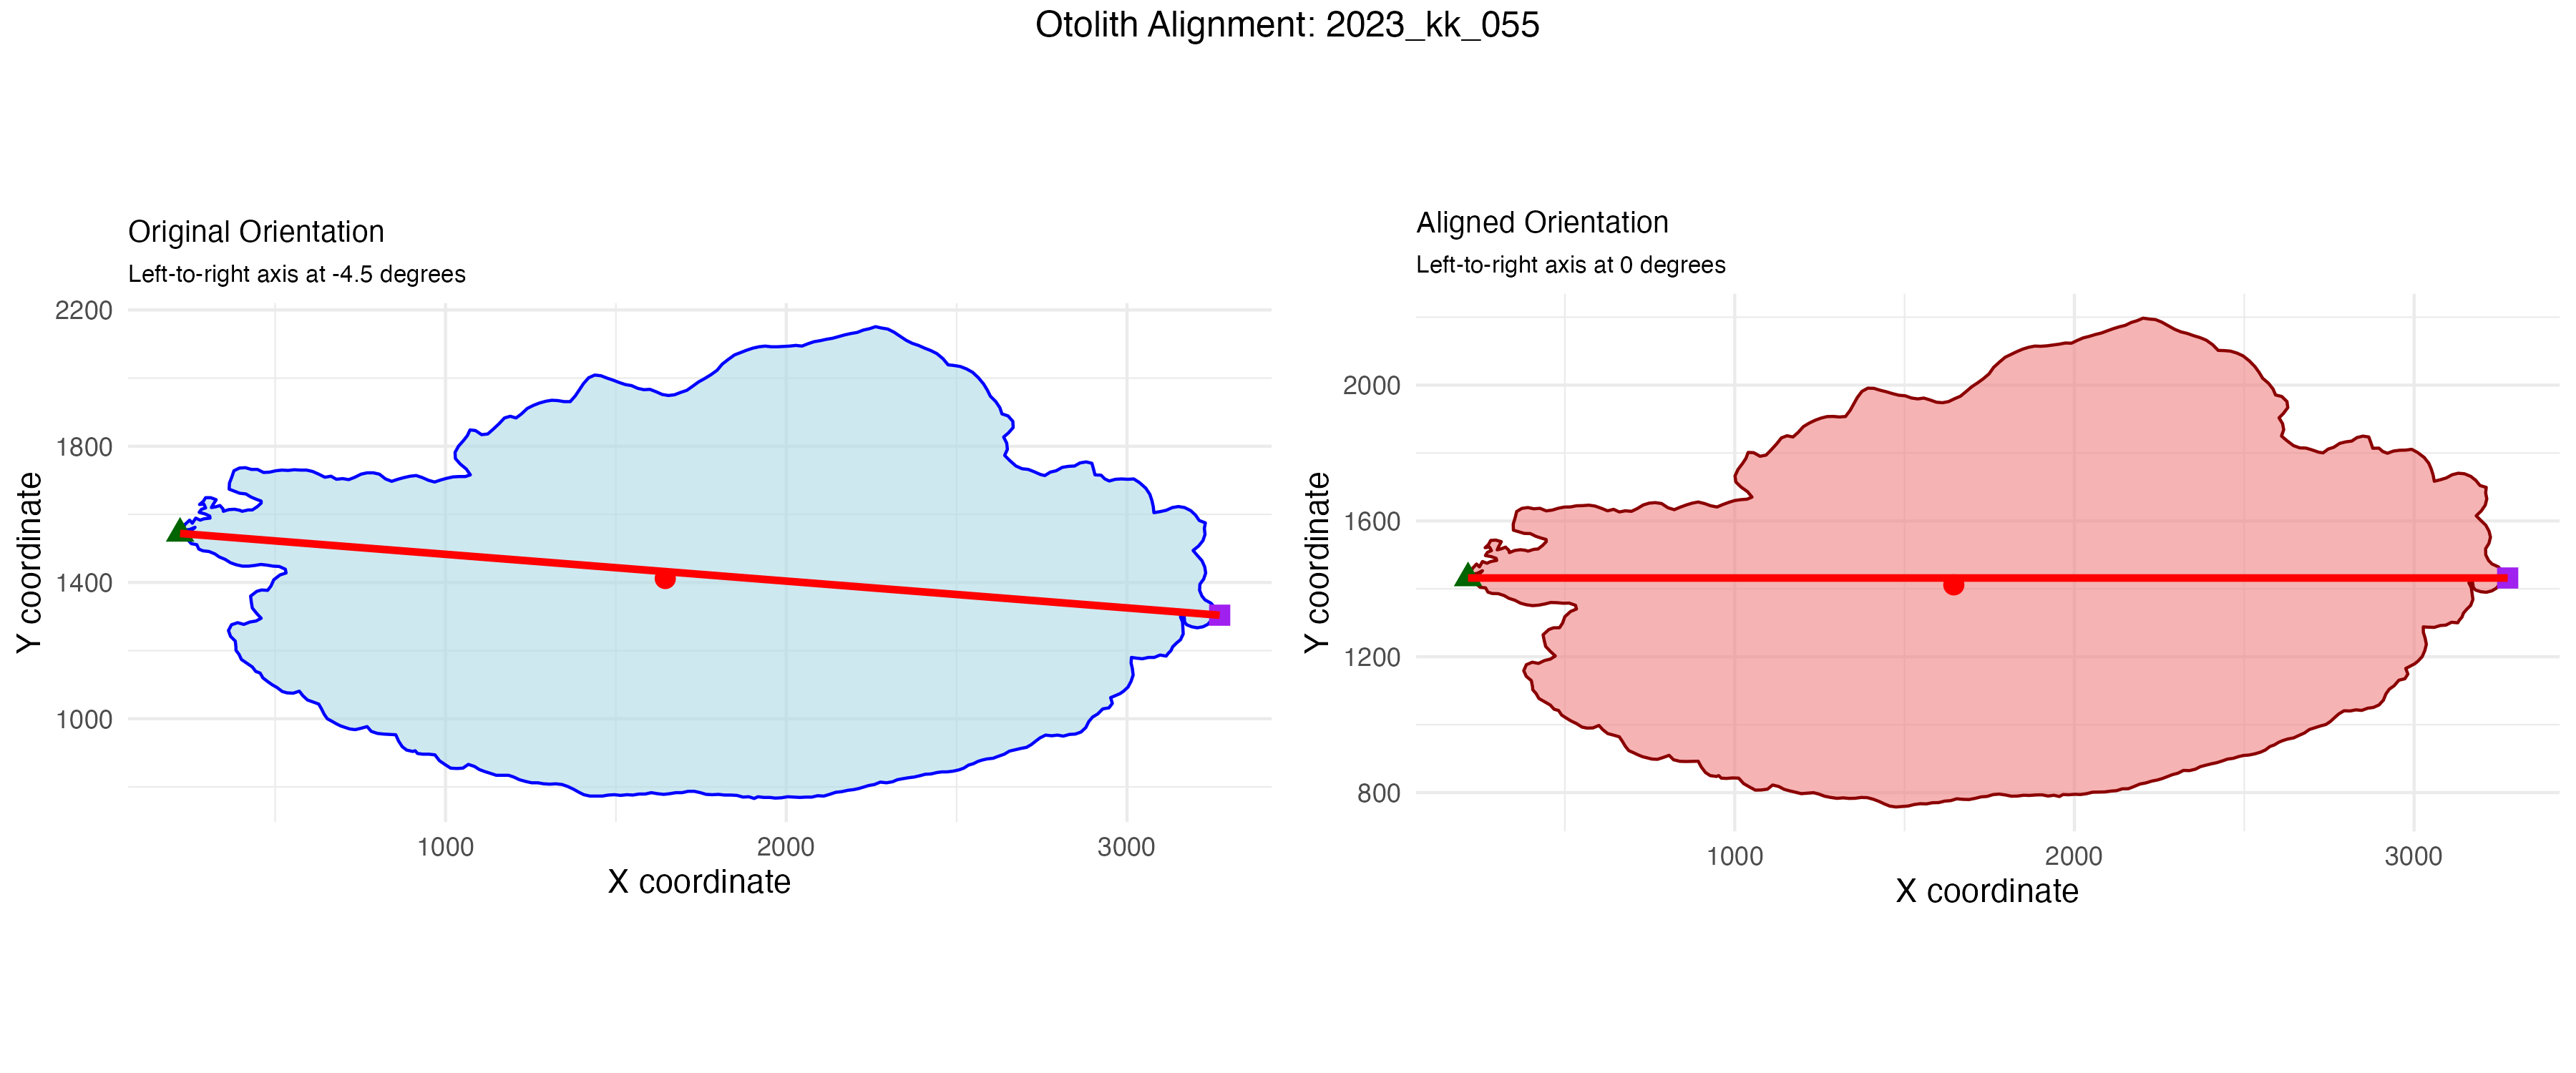 Otolith Alignment: 2023_kk_055
Original Orientation
Left-to-right axis at -4.5 degrees
2200
1800
1400
1000
Y coordinate
1000 2000 3000
X coordinate
Aligned Orientation
Left-to-right axis at 0 degrees
2000
1600
1200
800
Y coordinate
1000 2000 3000
X coordinate